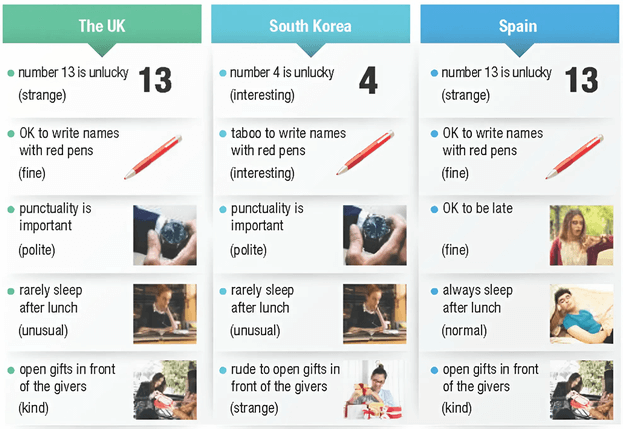 The UK
number 13 is unlucky
(strange)
13
OK to write names
with red pens
(fine)
punctuality is
important
(polite)
rarely sleep
after lunch
(unusual)
open gifts in front
of the givers
(kind)
South Korea
number 4 is unlucky
(interesting)
4
taboo to write names
with red pens
(interesting)
punctuality is
important
(polite)
rarely sleep
after lunch
(unusual)
rude to open gifts in
front of the givers
(strange)
Spain
number 13 is unlucky
(strange)
13
OK to write names
with red pens
(fine)
OK to be late
(fine)
always sleep
after lunch
(normal)
open gifts in front
of the givers
(kind)